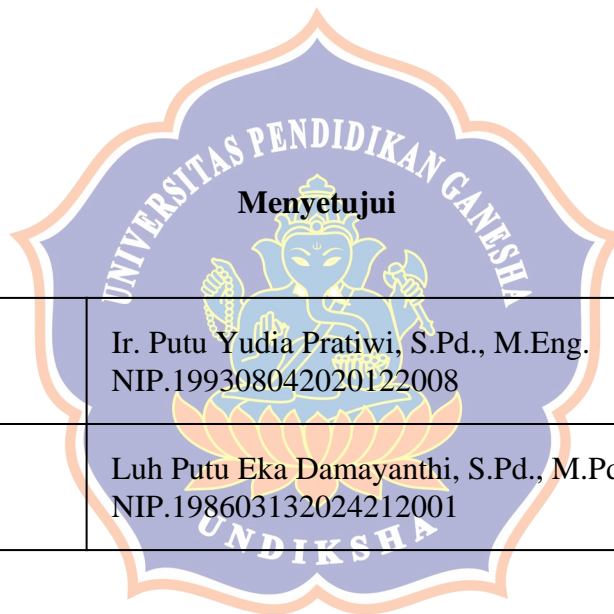 UNIVERSITAS PENDIDIKAN GANESHA
Menyetujui
Ir. Putu Yudia Pratiwi, S.Pd., M.Eng.
NIP.199308042020122008
Luh Putu Eka Damayanthi, S.Pd., M.Pd
NIP.198603132024212001
UNDIKSHA